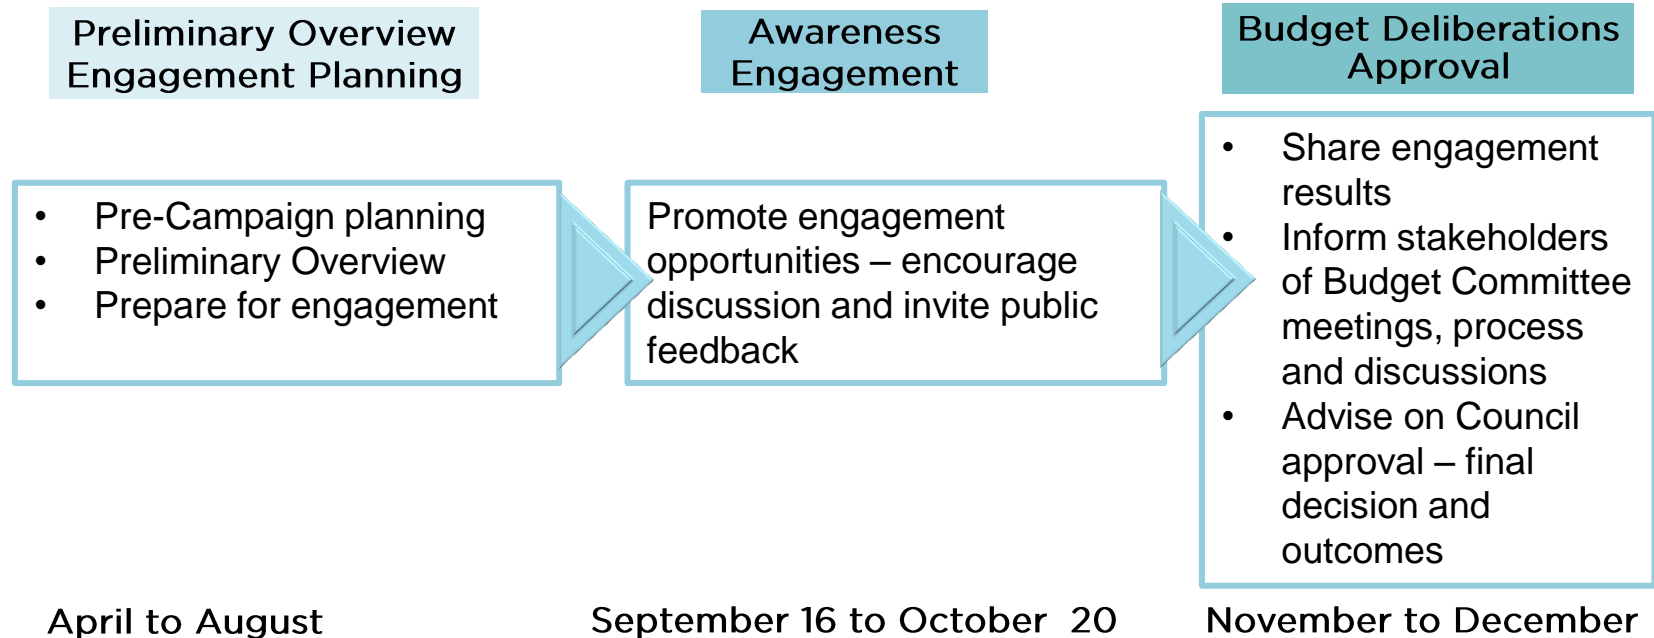 Preliminary Overview
Engagement Planning
• Pre-Campaign planning
• Preliminary Overview
• Prepare for engagement
April to August
Awareness
Engagement
Promote engagement
opportunities – encourage
discussion and invite public
feedback
September 16 to October 20
Budget Deliberations
Approval
• Share engagement
results
• Inform stakeholders
of Budget Committee
meetings, process
and discussions
• Advise on Council
approval – final
decision and
outcomes
November to December